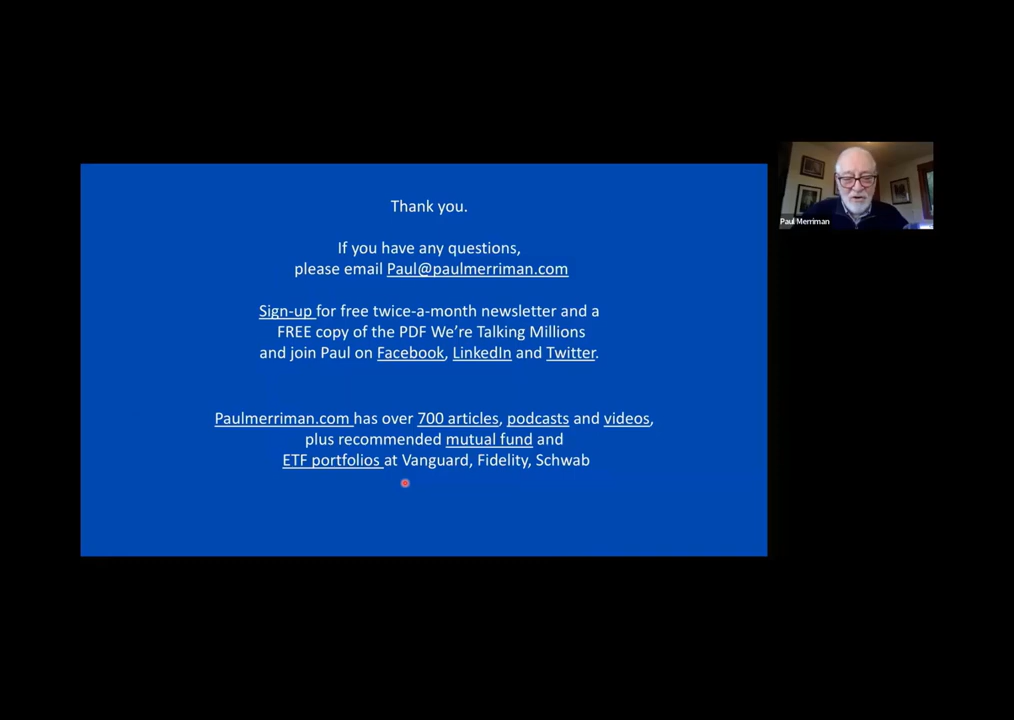 Thank you.
If you have any questions,
please email Paul@paulmerriman.com
Sign-up for free twice-a-month newsletter and a
FREE copy of the PDF We’re Talking Millions
and join Paul on Facebook, LinkedIn and Twitter.
Paulmerriman.com has over 700 articles, podcasts and videos,
plus recommended mutual fund and
ETF portfolios at Vanguard, Fidelity, Schwab
Paul Merriman